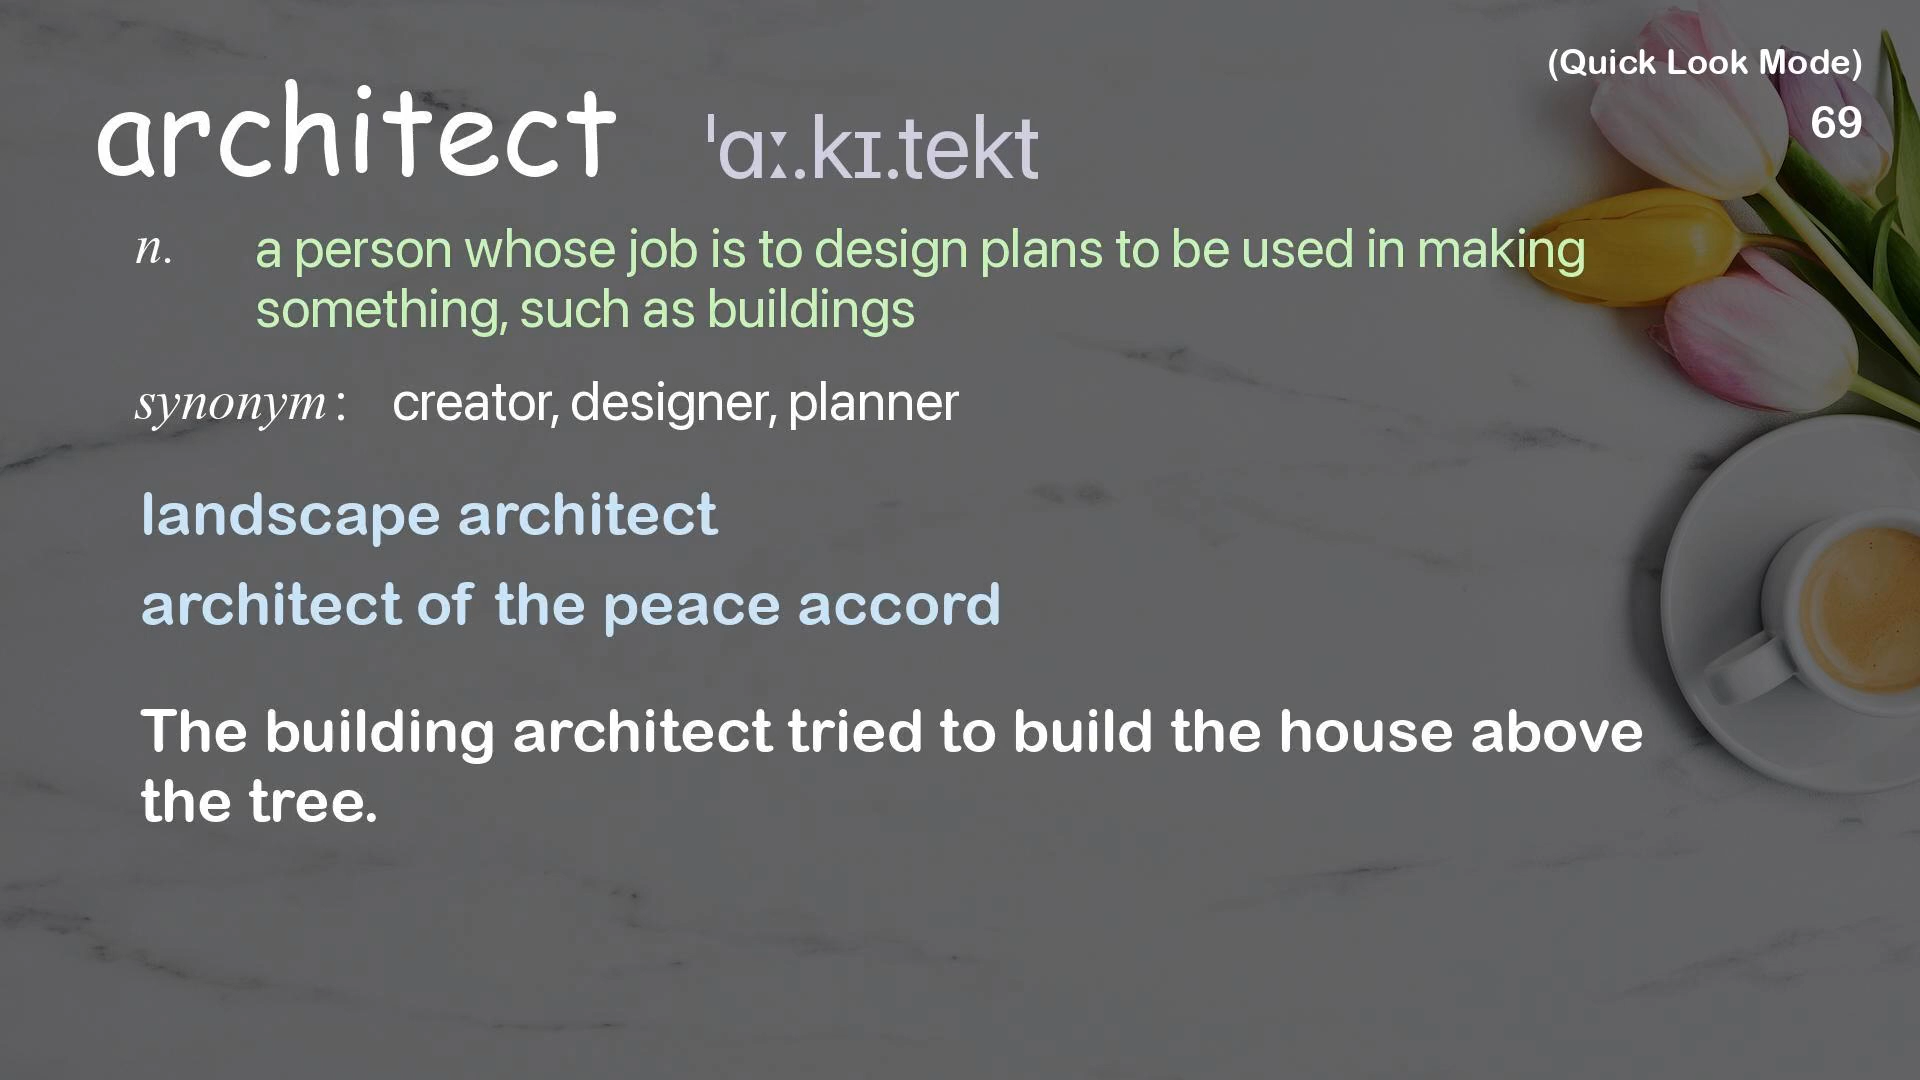 (Quick Look Mode)
69
architect ˈɑː.kɪ.tekt
n. a person whose job is to design plans to be used in making
something, such as buildings
synonym: creator, designer, planner
landscape architect
architect of the peace accord
The building architect tried to build the house above
the tree.